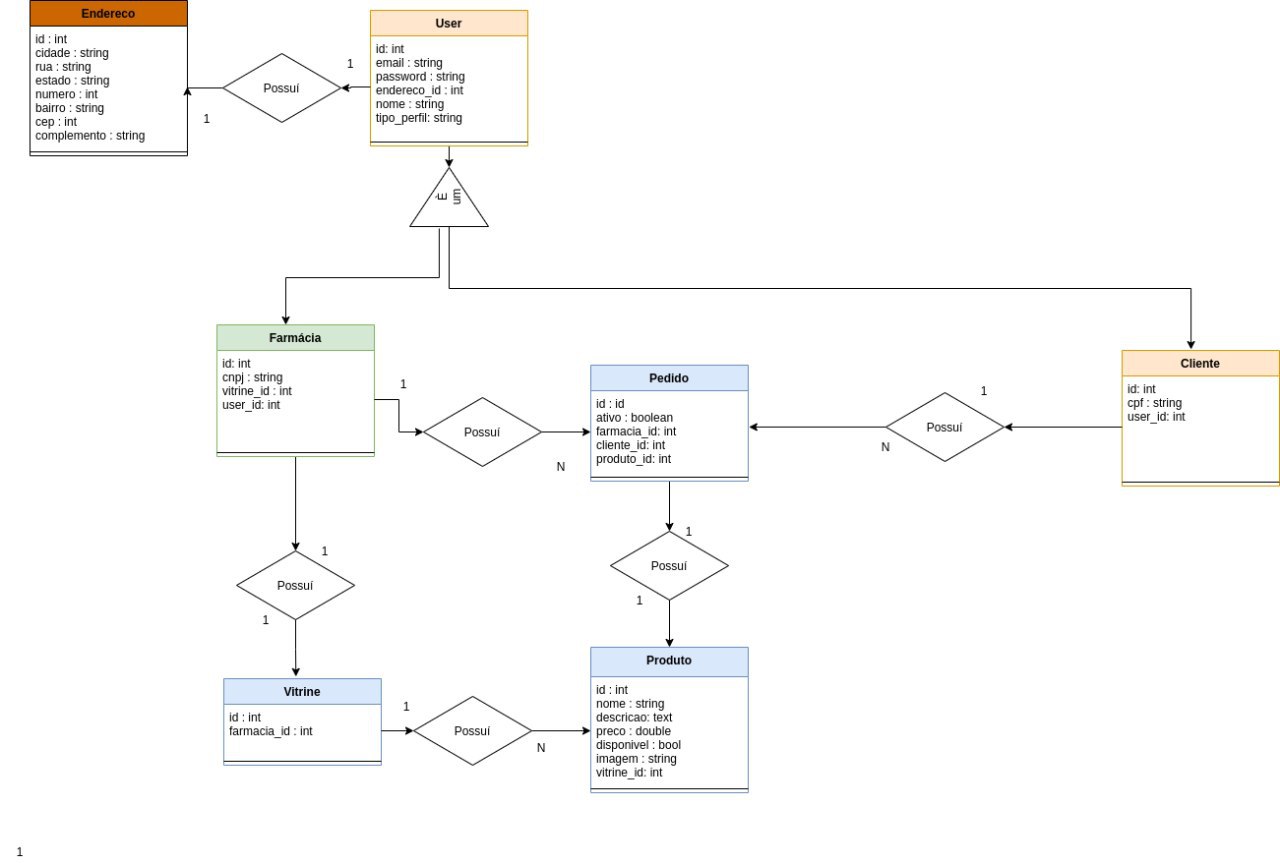 Endereco
id : int
cidade : string
rua : string
estado : string
numero : int
bairro : string
cep : int
complemento : string
Possuí
1
1
User
id: int
email : string
password : string
endereco_id : int
nome : string
tipo_perfil: string
É
um
Farmácia
id: int
cnpj : string
vitrine_id : int
user_id: int
1
Possuí
N
Pedido
id : id
ativo : boolean
farmacia_id: int
cliente_id: int
produto_id: int
1
Possuí
N
Cliente
id: int
cpf : string
user_id: int
1
Possuí
1
1
Possuí
1
Vitrine
id : int
farmacia_id : int
1
Possuí
N
Produto
id : int
nome : string
descricao: text
preco : double
disponivel : bool
imagem : string
vitrine_id: int
1